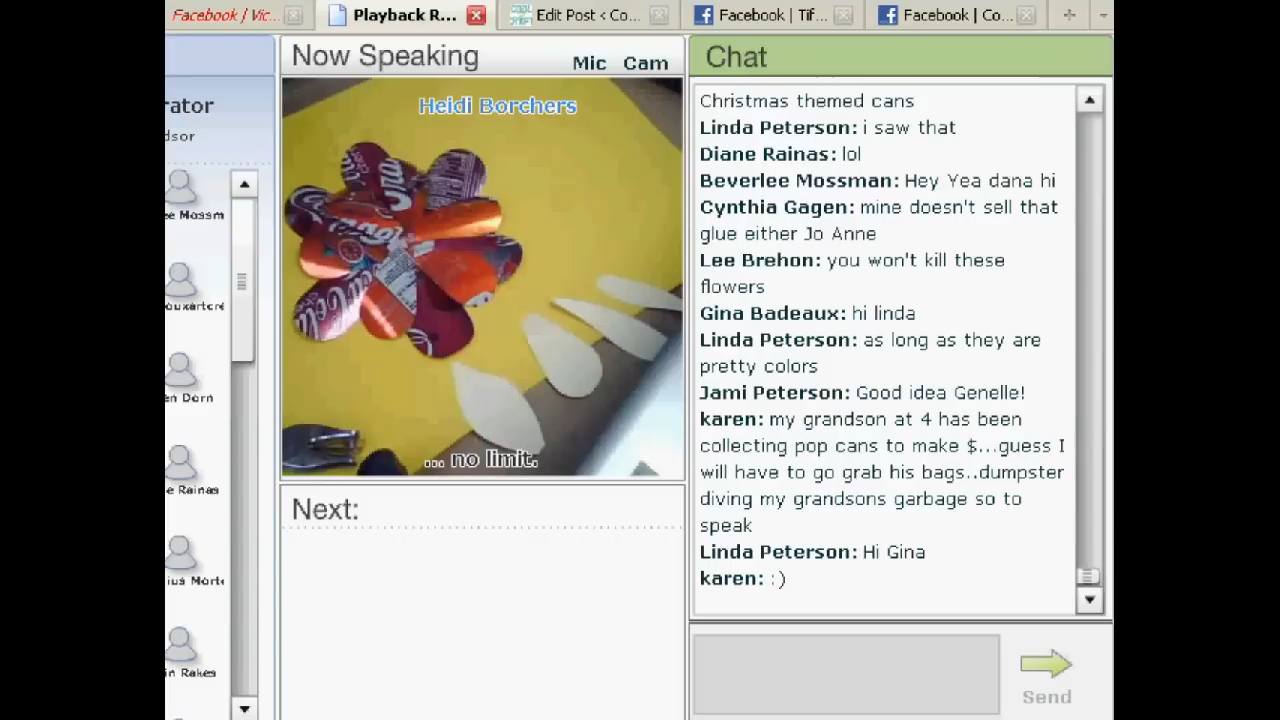 Facebook / Vic...
Playback R...
Edit Post < Co...
Facebook | Tif...
Facebook | Co...
rator
dsor
e Mossm
ouxertcre
en Dorn
e Rainas
ius Morte
in Rakes
Now Speaking
Mic Cam
Heidi Borchers
... no limit.
Next:
Chat
Christmas themed cans
Linda Peterson: i saw that
Diane Rainas: lol
Beverlee Mossman: Hey Yea dana hi
Cynthia Gagen: mine doesn't sell that
glue either Jo Anne
Lee Brehon: you won't kill these
flowers
Gina Badeaux: hi linda
Linda Peterson: as long as they are
pretty colors
Jami Peterson: Good idea Genelle!
karen: my grandson at 4 has been
collecting pop cans to make $...guess I
will have to go grab his bags..dumpster
diving my grandsons garbage so to
speak
Linda Peterson: Hi Gina
karen: :)
Send